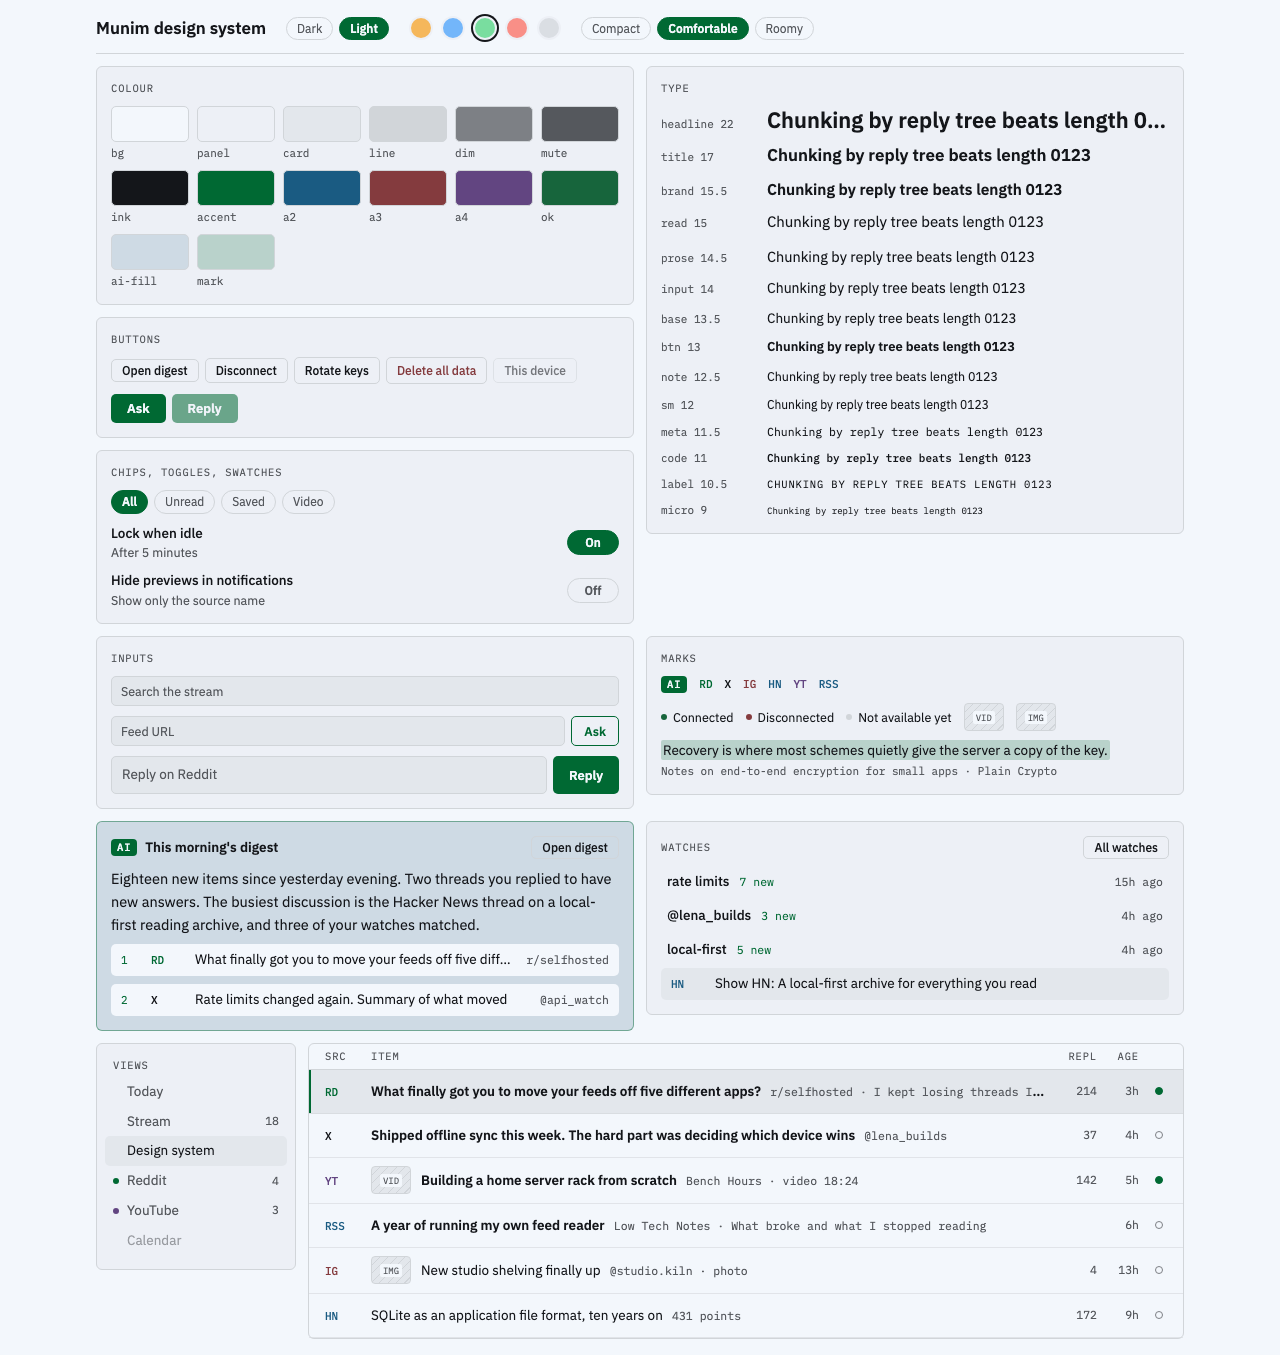 Munim design system
Dark Light
Compact Comfortable Roomy
COLOUR
bg panel card line dim mute
ink accent a2 a3 a4 ok
ai-fill mark
TYPE
headline 22 Chunking by reply tree beats length 0...
title 17 Chunking by reply tree beats length 0123
brand 15.5 Chunking by reply tree beats length 0123
read 15 Chunking by reply tree beats length 0123
prose 14.5 Chunking by reply tree beats length 0123
input 14 Chunking by reply tree beats length 0123
base 13.5 Chunking by reply tree beats length 0123
btn 13 Chunking by reply tree beats length 0123
note 12.5 Chunking by reply tree beats length 0123
sm 12 Chunking by reply tree beats length 0123
meta 11.5 Chunking by reply tree beats length 0123
code 11 Chunking by reply tree beats length 0123
label 10.5 CHUNKING BY REPLY TREE BEATS LENGTH 0123
micro 9 Chunking by reply tree beats length 0123
BUTTONS
Open digest Disconnect Rotate keys Delete all data This device
Ask Reply
CHIPS, TOGGLES, SWATCHES
All Unread Saved Video
Lock when idle
After 5 minutes
On
Hide previews in notifications
Show only the source name
Off
INPUTS
Search the stream
Feed URL Ask
Reply on Reddit Reply
MARKS
AI RD X IG HN YT RSS
Connected Disconnected Not available yet VID IMG
Recovery is where most schemes quietly give the server a copy of the key.
Notes on end-to-end encryption for small apps · Plain Crypto
AI This morning's digest Open digest
Eighteen new items since yesterday evening. Two threads you replied to have
new answers. The busiest discussion is the Hacker News thread on a local-
first reading archive, and three of your watches matched.
1 RD What finally got you to move your feeds off five diff... r/selfhosted
2 X Rate limits changed again. Summary of what moved @api_watch
WATCHES All watches
rate limits 7 new 15h ago
@lena_builds 3 new 4h ago
local-first 5 new 4h ago
HN Show HN: A local-first archive for everything you read
VIEWS
Today
Stream 18
Design system
Reddit 4
YouTube 3
Calendar
SRC ITEM REPL AGE
RD What finally got you to move your feeds off five different apps? r/selfhosted · I kept losing threads I... 214 3h
X Shipped offline sync this week. The hard part was deciding which device wins @lena_builds 37 4h
YT VID Building a home server rack from scratch Bench Hours · video 18:24 142 5h
RSS A year of running my own feed reader Low Tech Notes · What broke and what I stopped reading 6h
IG IMG New studio shelving finally up @studio.kiln · photo 4 13h
HN SQLite as an application file format, ten years on 431 points 172 9h